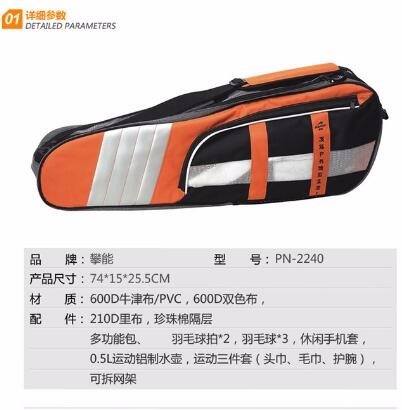 01 详细参数
DETAILED PARAMETERS
品 牌：攀能 型 号：PN-2240
产品尺寸：74*15*25.5CM
材 质：600D牛津布/PVC，600D双色布，
配 件：210D里布，珍珠棉隔层
多功能包、 羽毛球拍*2，羽毛球*3，休闲手机套，
0.5L运动铝制水壶，运动三件套（头巾、毛巾、护腕），
可拆网架